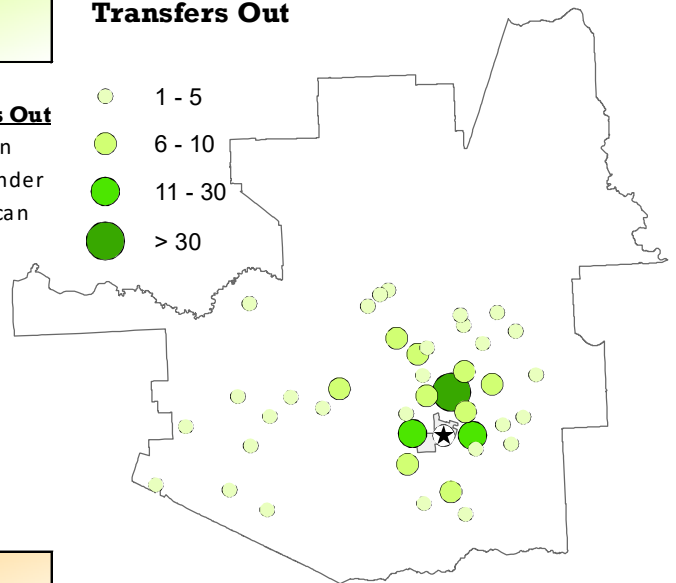 Transfers Out
1 - 5
s Out
n
6 - 10
nder
11 - 30
can
> 30